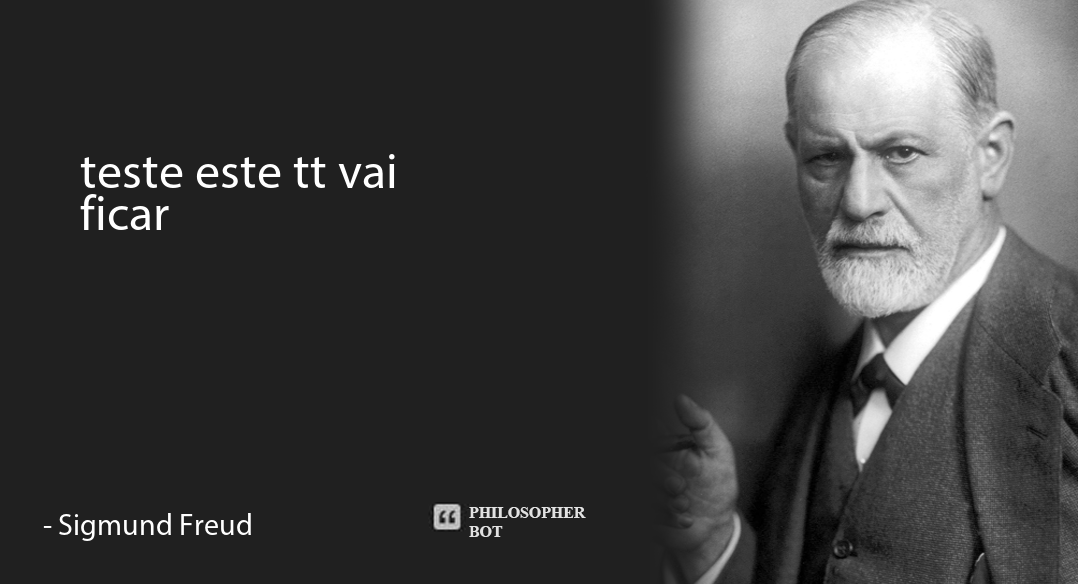 teste este tt vai
ficar
- Sigmund Freud
PHILOSOPHER
BOT